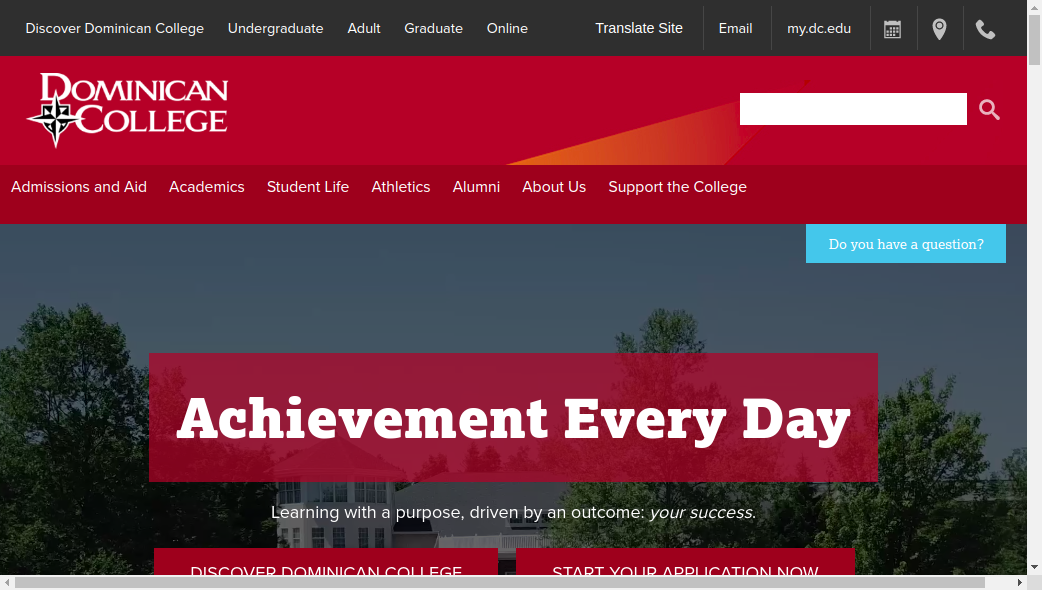 Discover Dominican College Undergraduate Adult Graduate Online Translate Site Email my.dc.edu
DOMINICAN
COLLEGE
Admissions and Aid Academics Student Life Athletics Alumni About Us Support the College
Do you have a question?
Achievement Every Day
Learning with a purpose, driven by an outcome: your success.
DISCOVER DOMINICAN COLLEGE START YOUR APPLICATION NOW